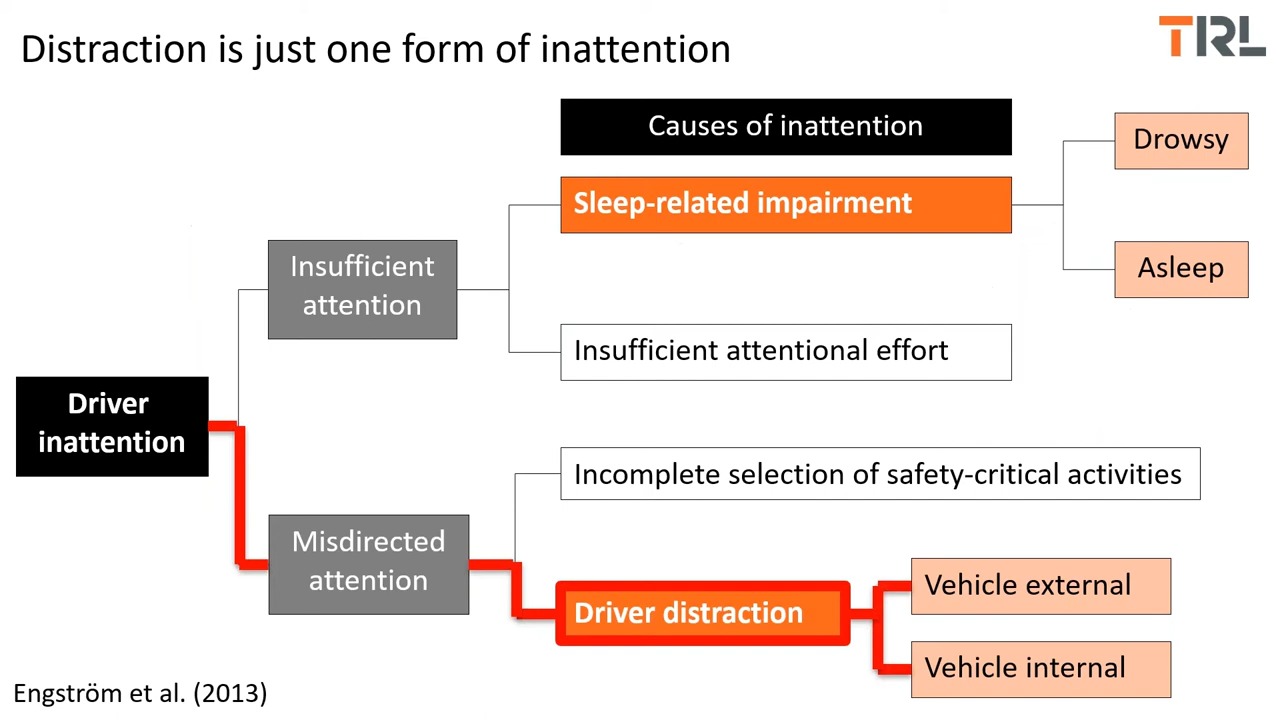 Distraction is just one form of inattention
TRL
Causes of inattention
Drowsy
Sleep-related impairment
Insufficient
attention
Asleep
Insufficient attentional effort
Driver
inattention
Incomplete selection of safety-critical activities
Misdirected
attention
Vehicle external
Driver distraction
Vehicle internal
Engström et al. (2013)